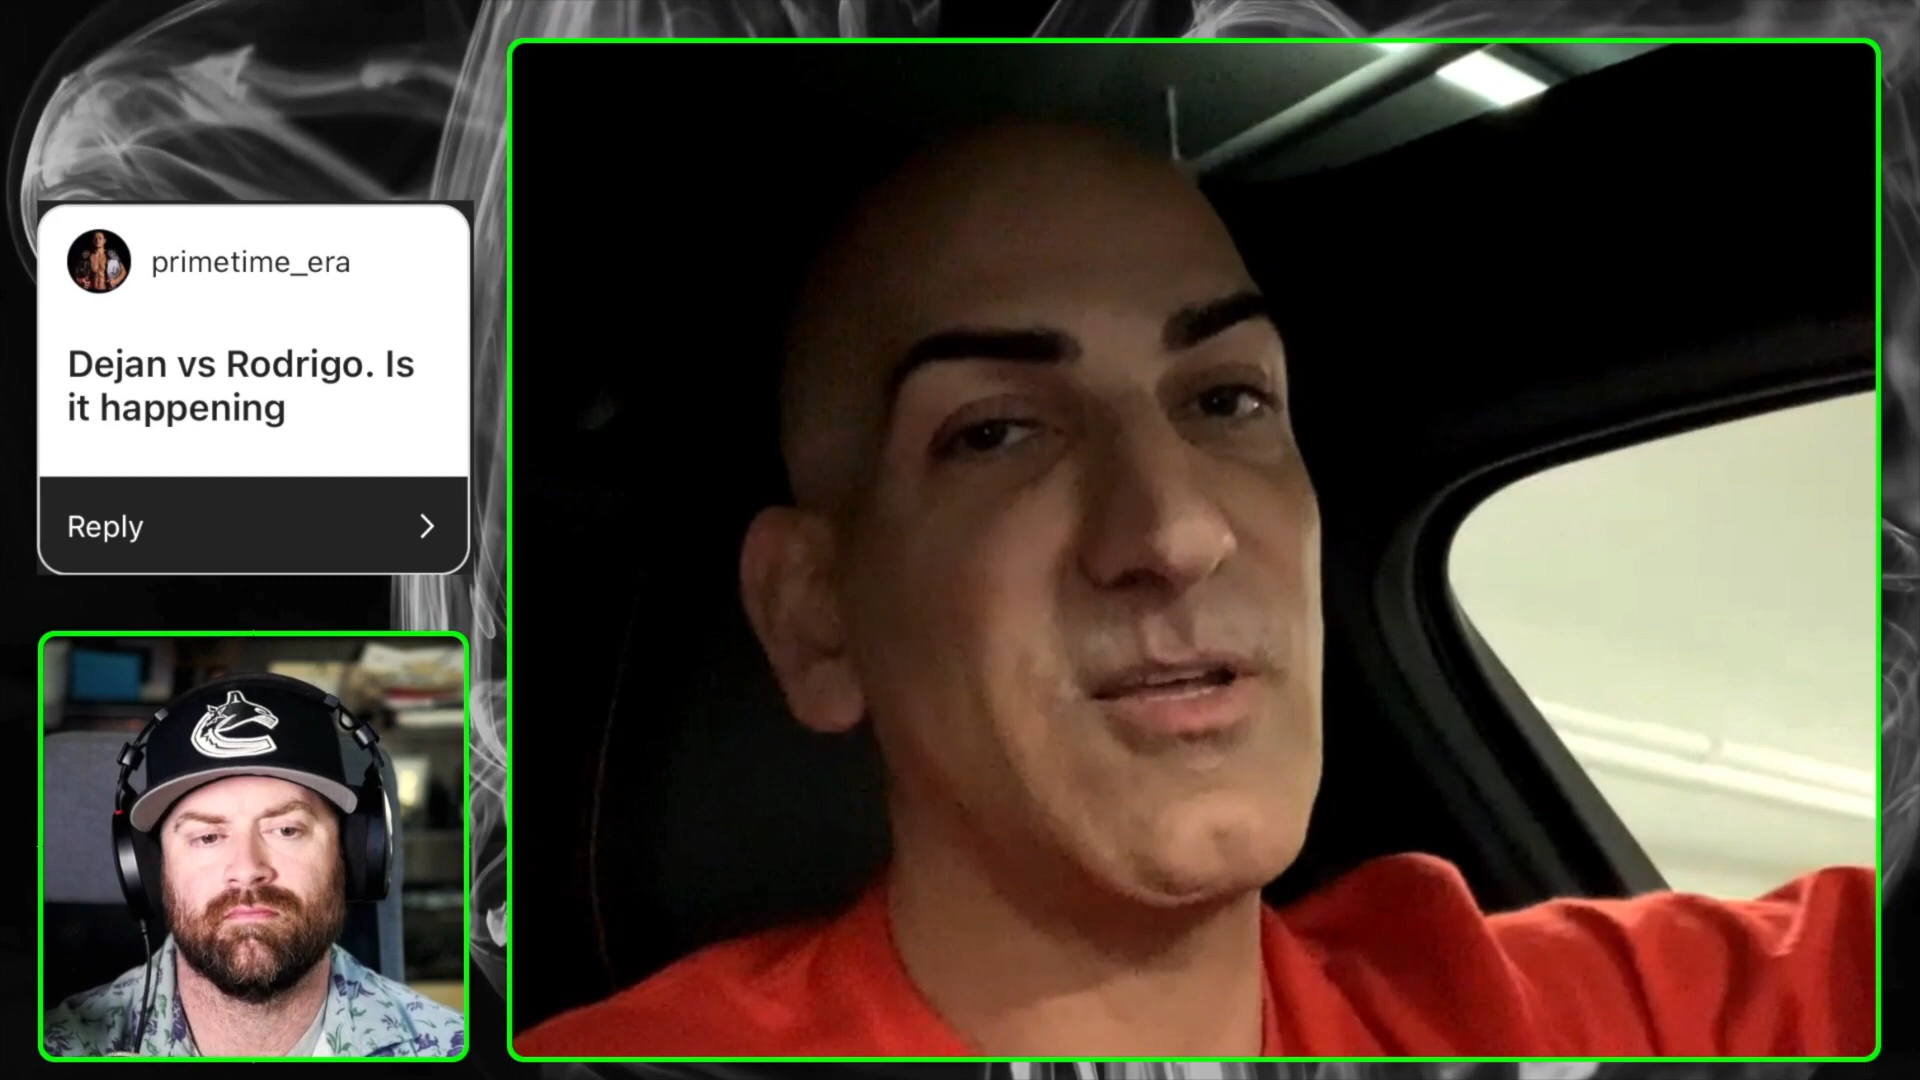 primetime_era
Dejan vs Rodrigo. Is
it happening
Reply